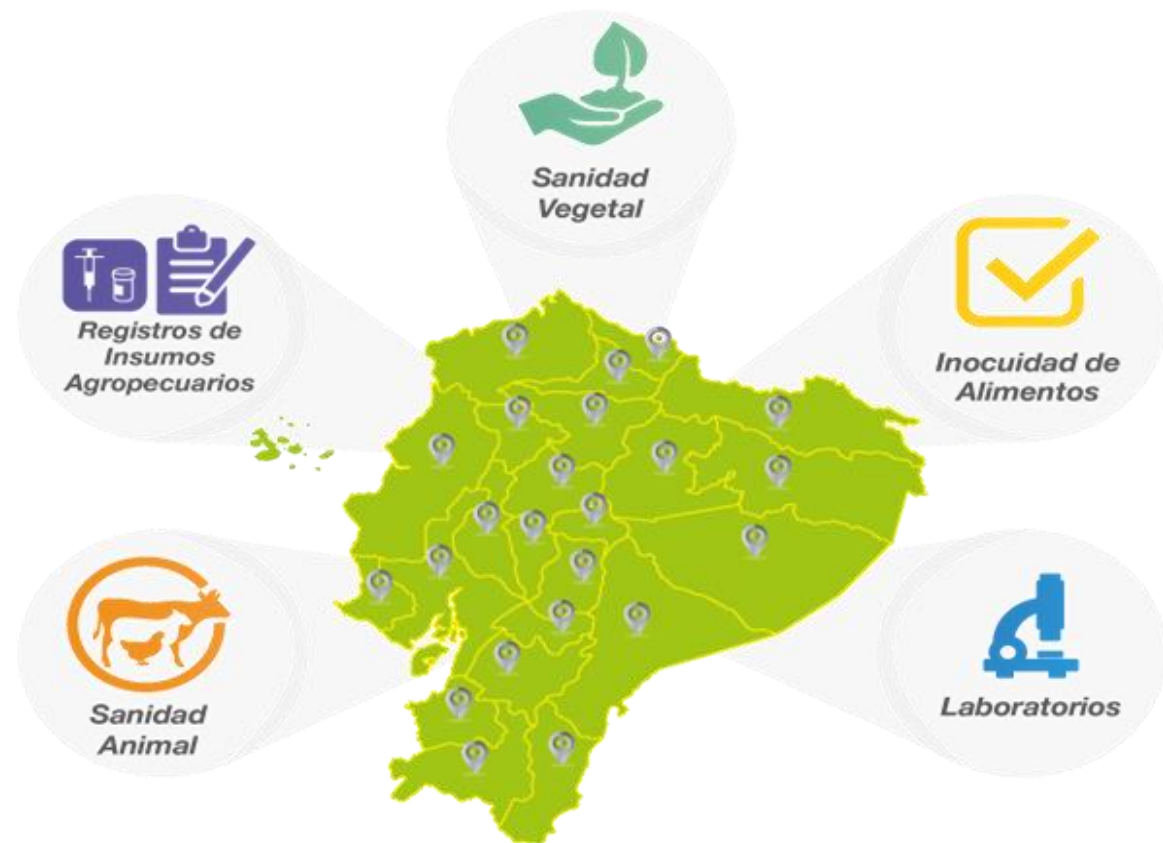 Sanidad
Vegetal
Registros de
Insumos
Agropecuarios
Inocuidad de
Alimentos
Sanidad
Animal
Laboratorios